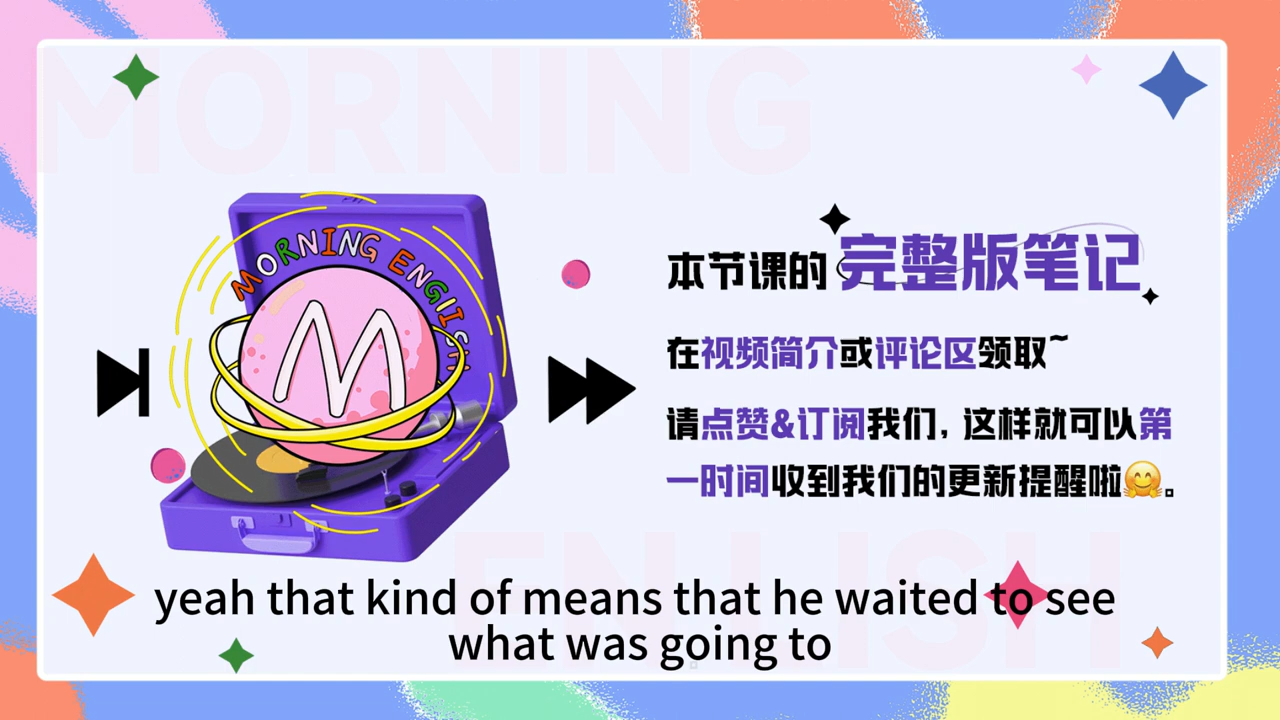 MORNING
MORNING ENGLISH
M
本节课的 完整版笔记
在视频简介或评论区领取~
请点赞&订阅我们，这样就可以第
一时间收到我们的更新提醒啦🤗。
ENGLISH
yeah that kind of means that he waited to see
what was going to